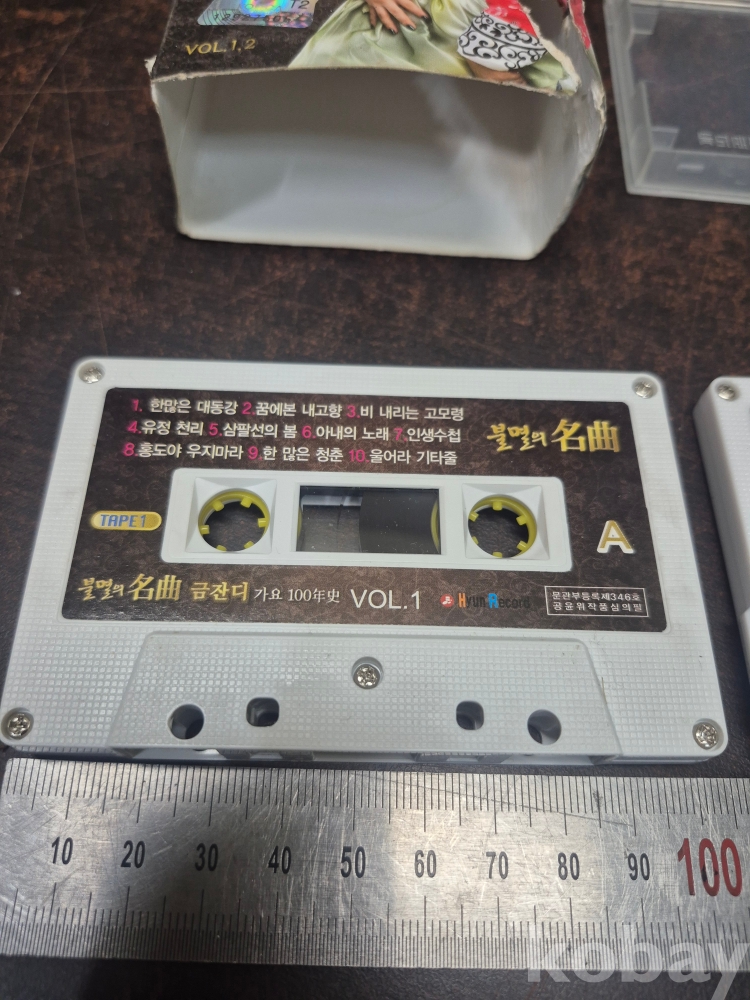 VOL.1,2
1. 한많은 대동강 2.꿈에본 내고향 3.비 내리는 고모령
4.유정 천리 5.삼팔선의 봄 6.아내의 노래 7.인생수첩
8.홍도야 우지마라 9.한 많은 청춘 10.울어라 기타줄
불멸의 名曲
TAPE1
A
불멸의 名曲 금잔디 가요 100年史 VOL.1
Hsun Record
문관부등록제346호
공윤위작품심의필
10 20 30 40 50 60 70 80 90 100
kobay